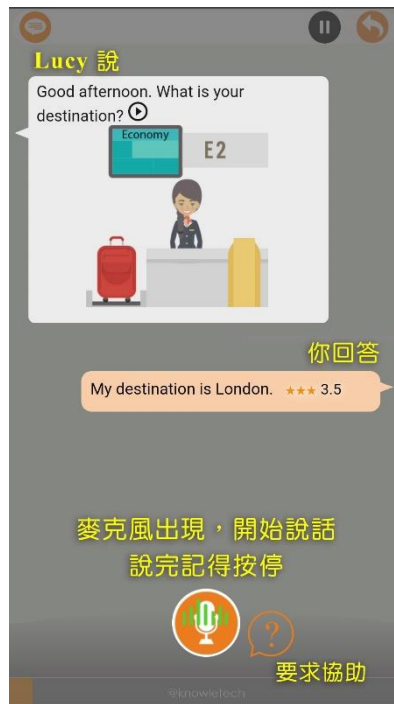 Lucy 說
Good afternoon. What is your
destination?
Economy
E2
你回答
My destination is London. ★★★ 3.5
麥克風出現，開始說話
說完記得按停
?
要求協助
@knowletech